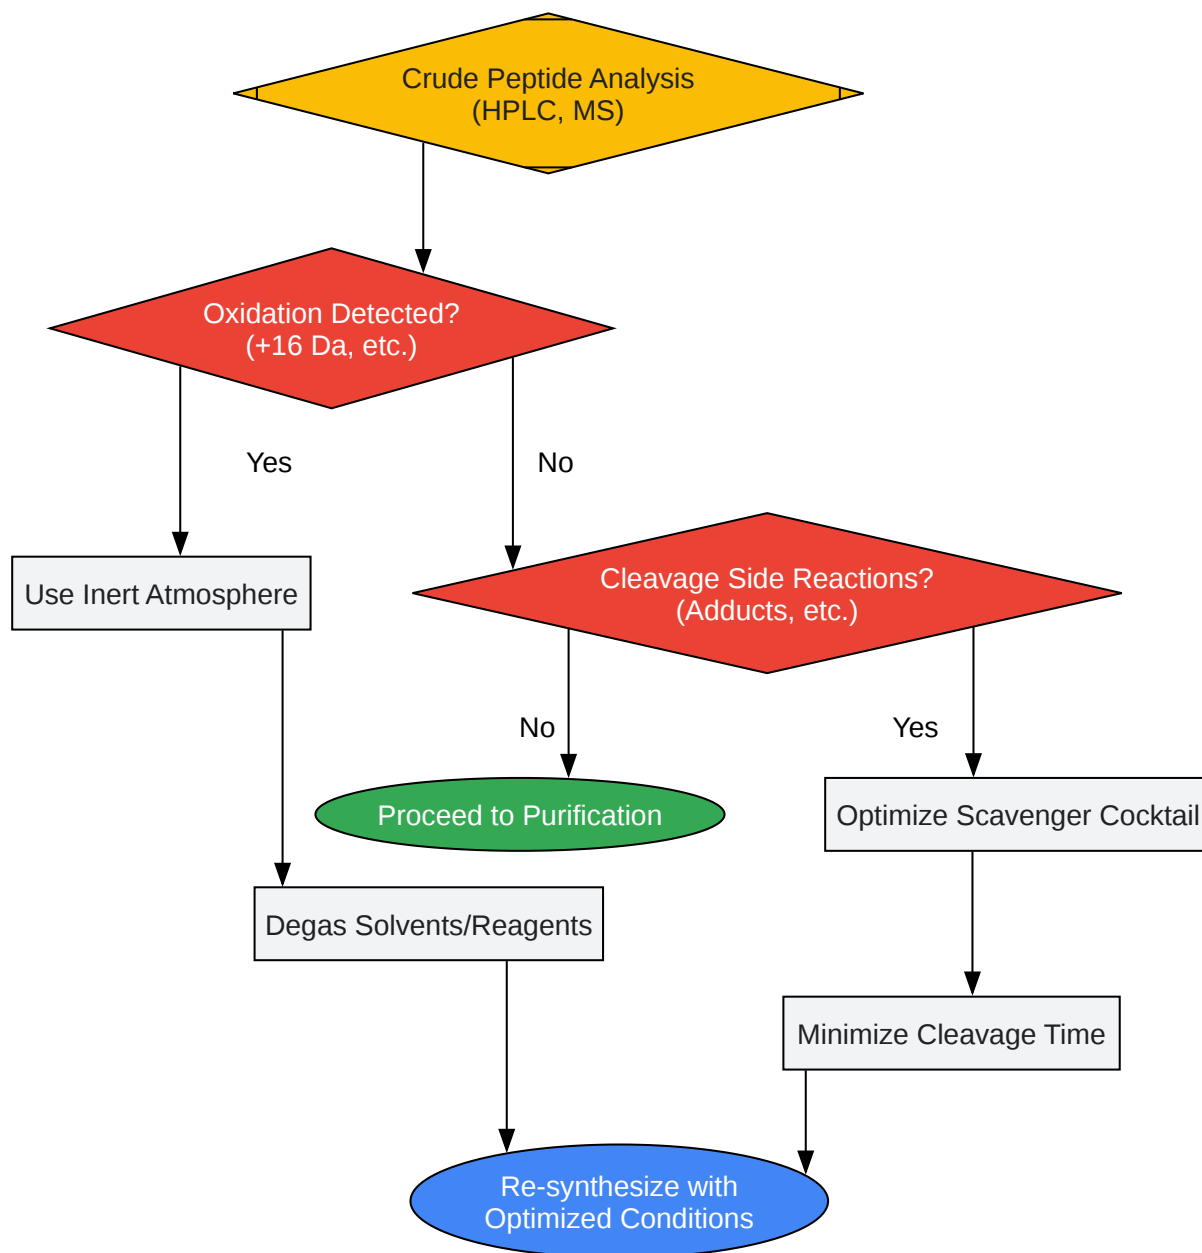 Crude Peptide Analysis
(HPLC, MS)
Oxidation Detected?
(+16 Da, etc.)
Yes
No
Use Inert Atmosphere
Cleavage Side Reactions?
(Adducts, etc.)
No
Yes
Proceed to Purification
Optimize Scavenger Cocktail
Degas Solvents/Reagents
Minimize Cleavage Time
Re-synthesize with
Optimized Conditions